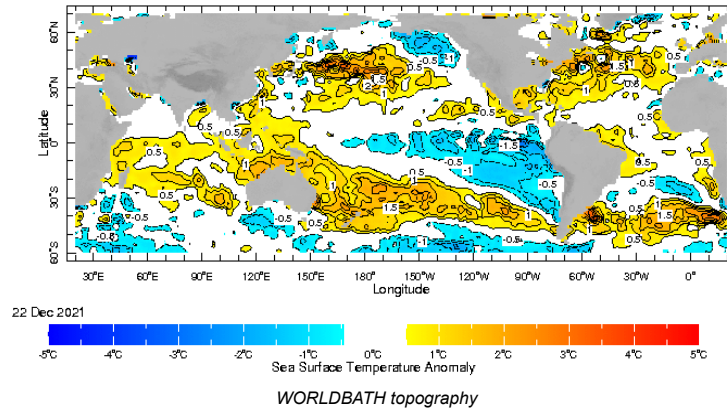 60°N
30°N
Latitude
0°
30°S
60°S
30°E 60°E 90°E 120°E 150°E 180° 150°W 120°W 90°W 60°W 30°W 0°
Longitude
22 Dec 2021
-5°C -4°C -3°C -2°C -1°C 0°C 1°C 2°C 3°C 4°C 5°C
Sea Surface Temperature Anomaly
WORLDBATH topography